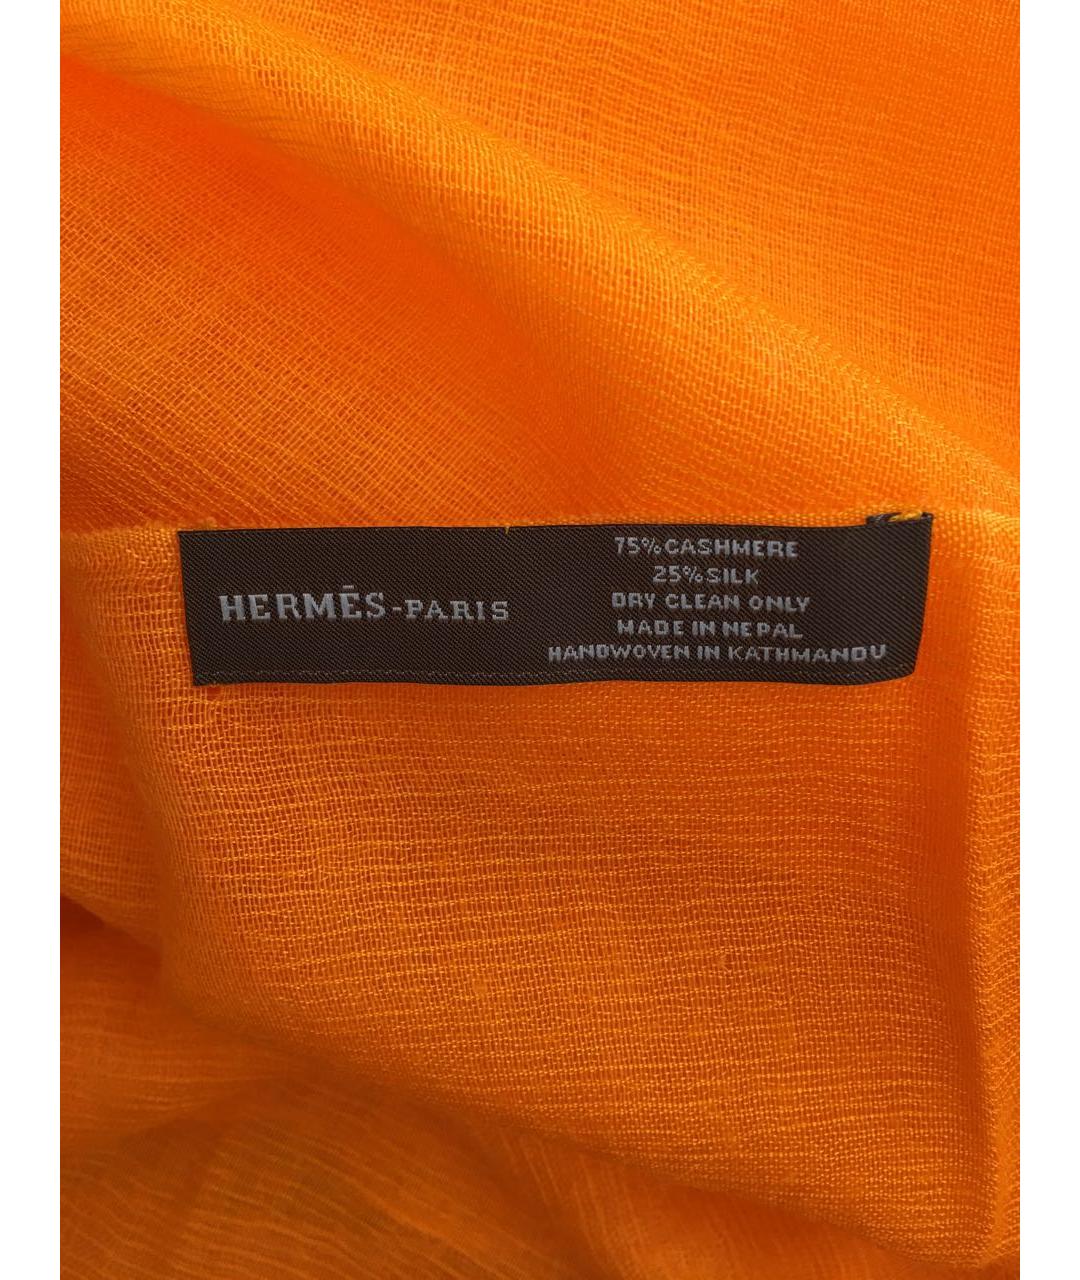 HERMÈS-PARIS
75%CASHMERE
25%SILK
DRY CLEAN ONLY
MADE IN NEPAL
HANDWOVEN IN KATHMANDU